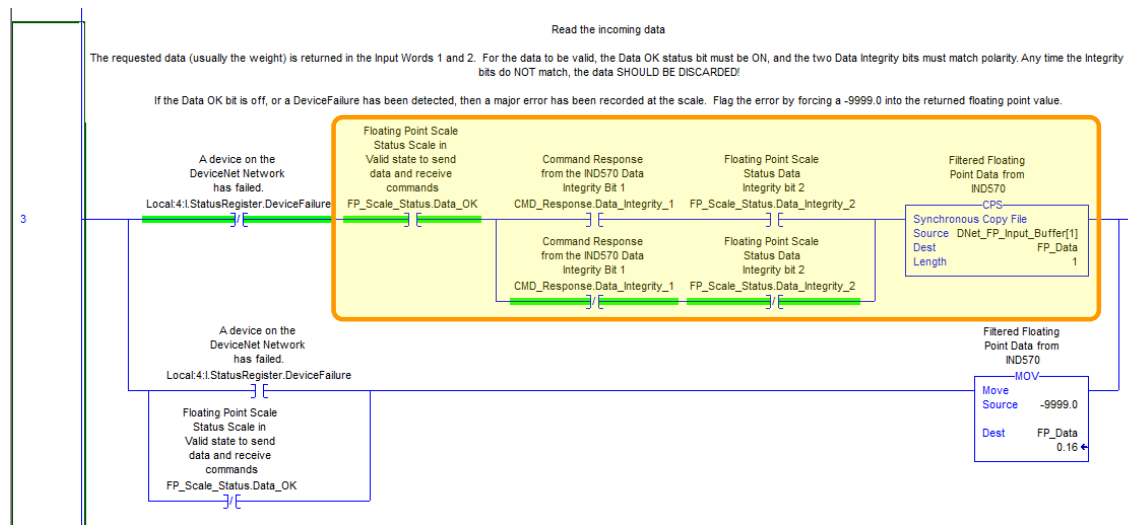 Read the incoming data
The requested data (usually the weight) is returned in the Input Words 1 and 2.  For the data to be valid, the Data OK status bit must be ON, and the two Data Integrity bits must match polarity. Any time the Integrity
bits do NOT match, the data SHOULD BE DISCARDED!
If the Data OK bit is off, or a DeviceFailure has been detected, then a major error has been recorded at the scale.  Flag the error by forcing a -9999.0 into the returned floating point value.
3
A device on the
DeviceNet Network
has failed.
Local:4:I.StatusRegister.DeviceFailure
Floating Point Scale
Status Scale in
Valid state to send
data and receive
commands
FP_Scale_Status.Data_OK
Command Response
from the IND570 Data
Integrity Bit 1
CMD_Response.Data_Integrity_1
Floating Point Scale
Status Data
Integrity bit 2
FP_Scale_Status.Data_Integrity_2
Filtered Floating
Point Data from
IND570
CPS
Synchronous Copy File
Source DNet_FP_Input_Buffer[1]
Dest FP_Data
Length 1
Command Response
from the IND570 Data
Integrity Bit 1
CMD_Response.Data_Integrity_1
Floating Point Scale
Status Data
Integrity bit 2
FP_Scale_Status.Data_Integrity_2
A device on the
DeviceNet Network
has failed.
Local:4:I.StatusRegister.DeviceFailure
Filtered Floating
Point Data from
IND570
MOV
Move
Source -9999.0
Dest FP_Data
0.16
Floating Point Scale
Status Scale in
Valid state to send
data and receive
commands
FP_Scale_Status.Data_OK